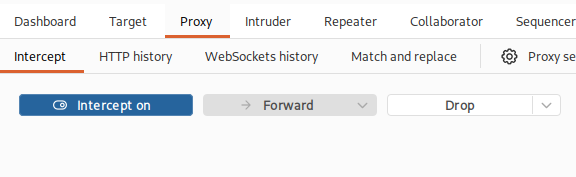 Dashboard Target Proxy Intruder Repeater Collaborator Sequencer
Intercept HTTP history WebSockets history Match and replace Proxy se
Intercept on Forward Drop